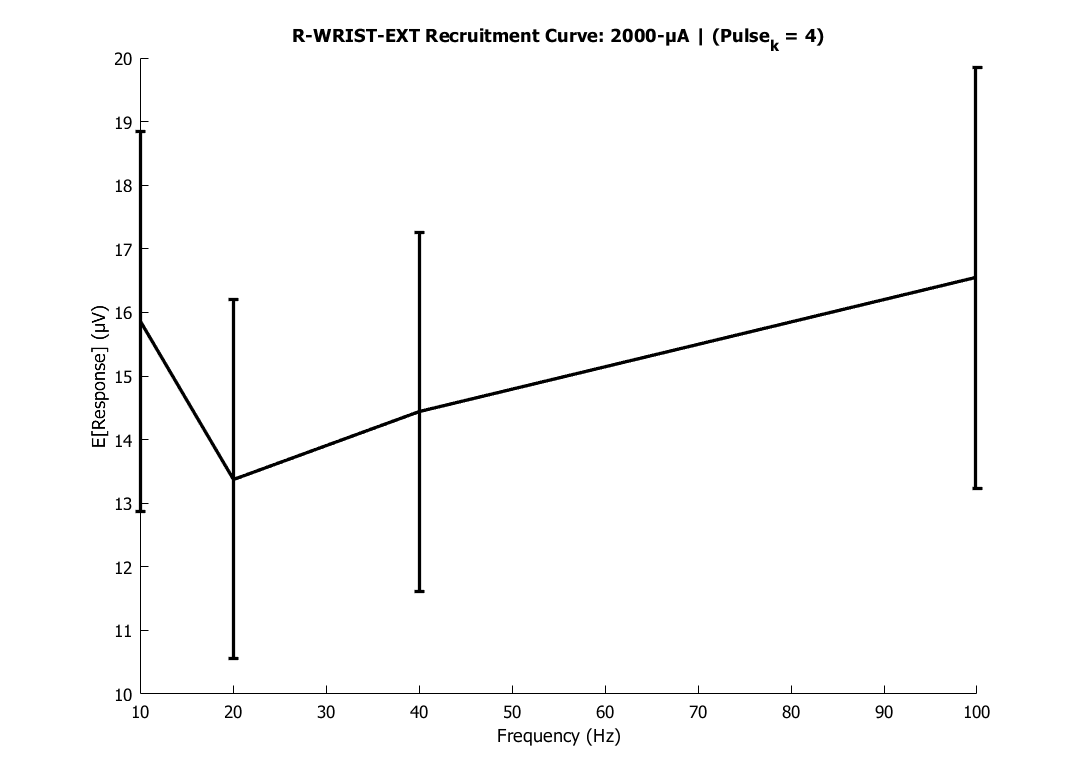 R-WRIST-EXT Recruitment Curve: 2000-µA | (Pulsek = 4)
E[Response] (µV)
20
19
18
17
16
15
14
13
12
11
10
10 20 30 40 50 60 70 80 90 100
Frequency (Hz)